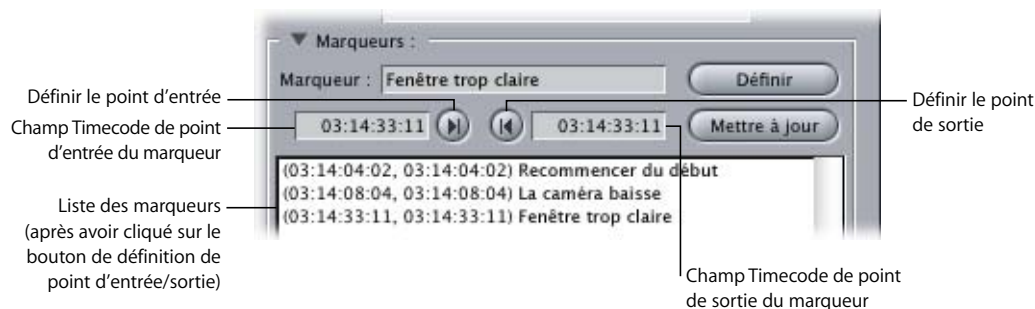 Marqueurs :
Marqueur : Fenêtre trop claire Définir
Définir le point d'entrée
Définir le point
de sortie
Champ Timecode de point
d'entrée du marqueur
03:14:33:11 03:14:33:11 Mettre à jour
(03:14:04:02, 03:14:04:02) Recommencer du début
(03:14:08:04, 03:14:08:04) La caméra baisse
(03:14:33:11, 03:14:33:11) Fenêtre trop claire
Liste des marqueurs
(après avoir cliqué sur le
bouton de définition de
point d'entrée/sortie)
Champ Timecode de point
de sortie du marqueur